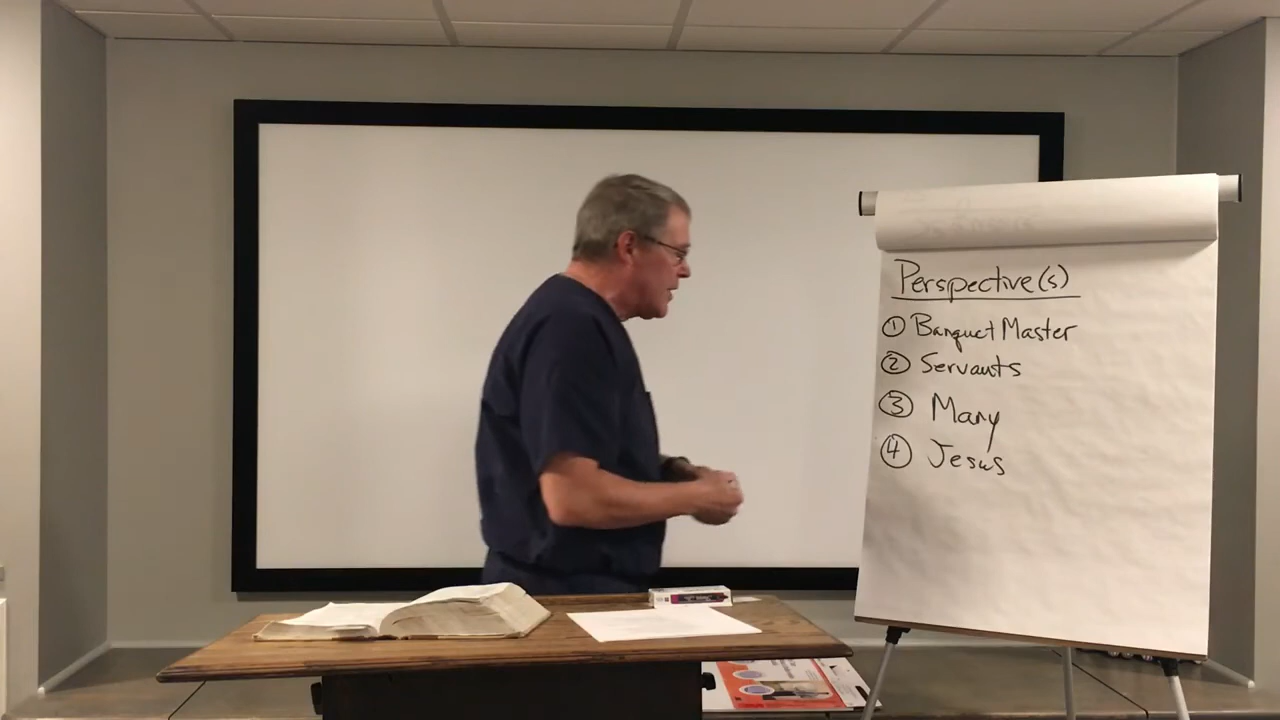 Perspective(s)
① Banquet Master
② Servants
③ Mary
④ Jesus